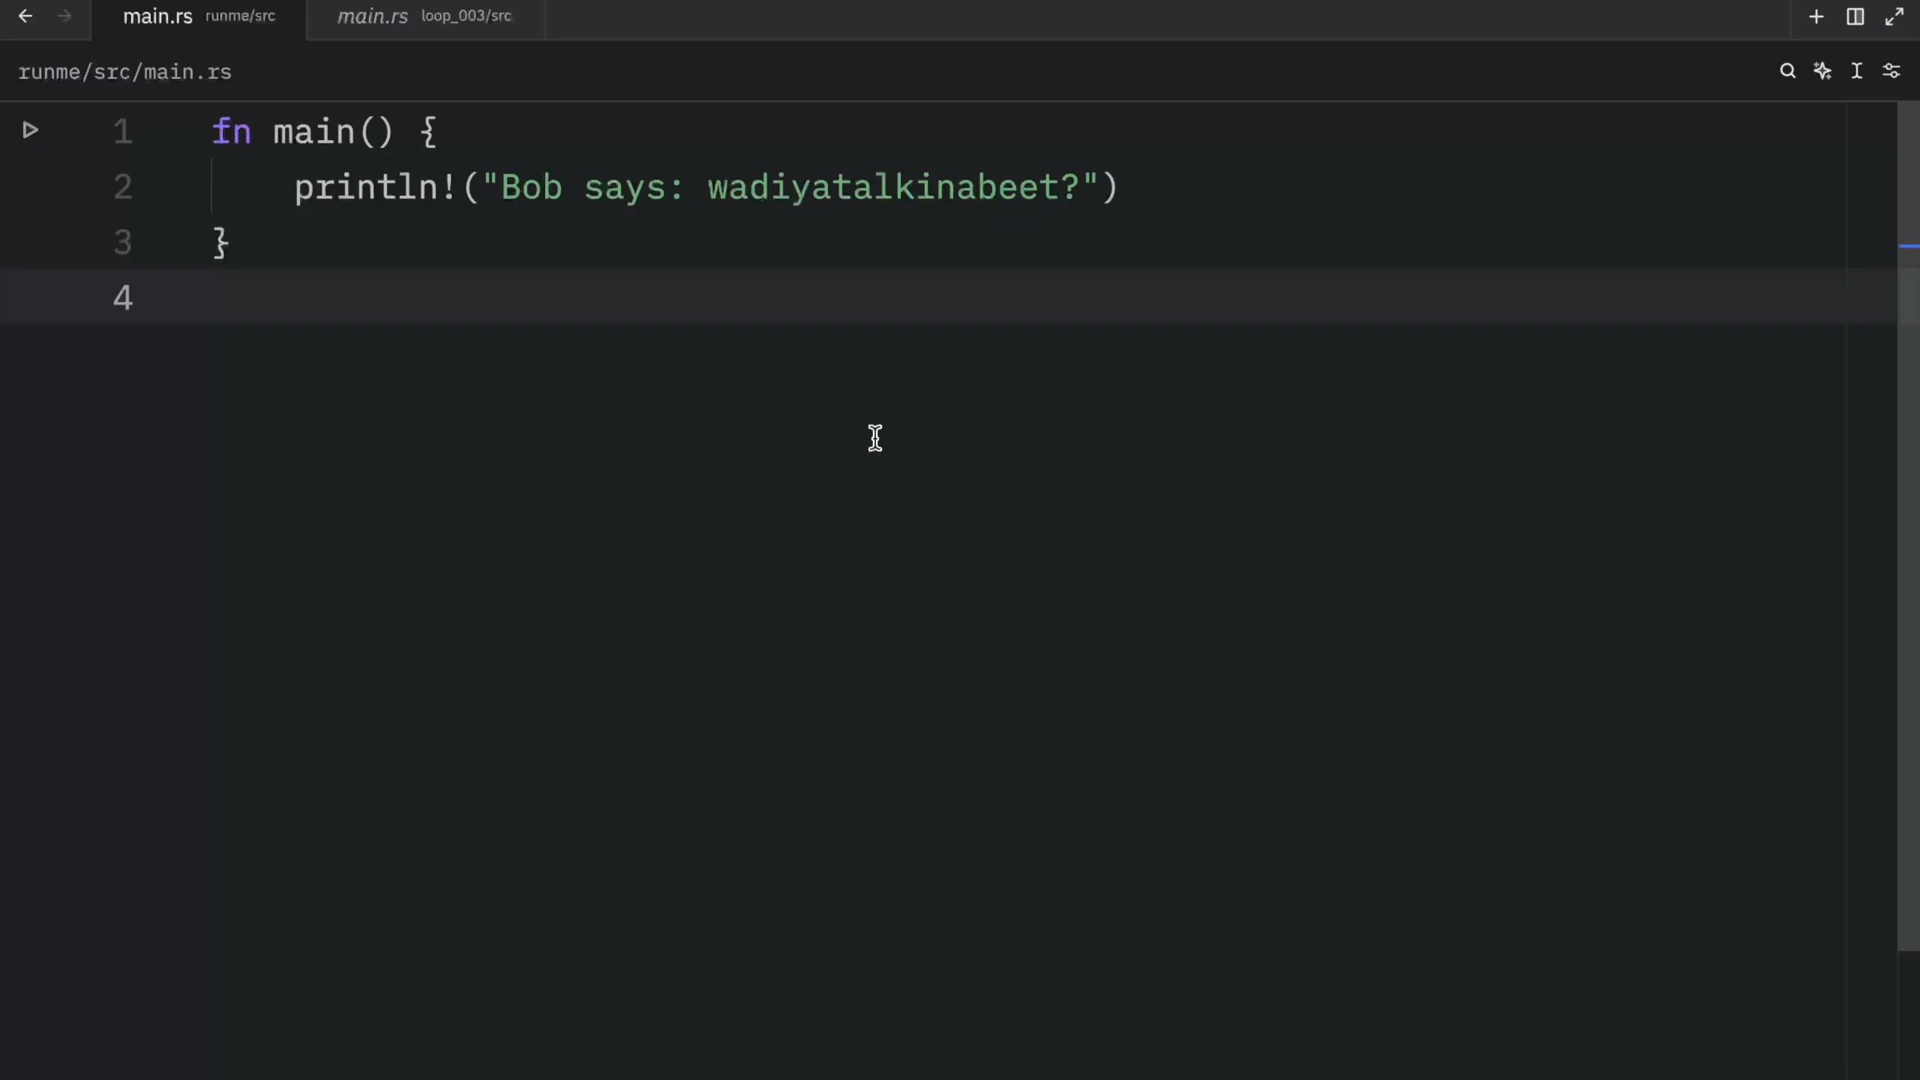 main.rs runme/src main.rs loop_003/src
runme/src/main.rs
1 fn main() {
2 println!("Bob says: wadiyatalkinabeet?")
3 }
4